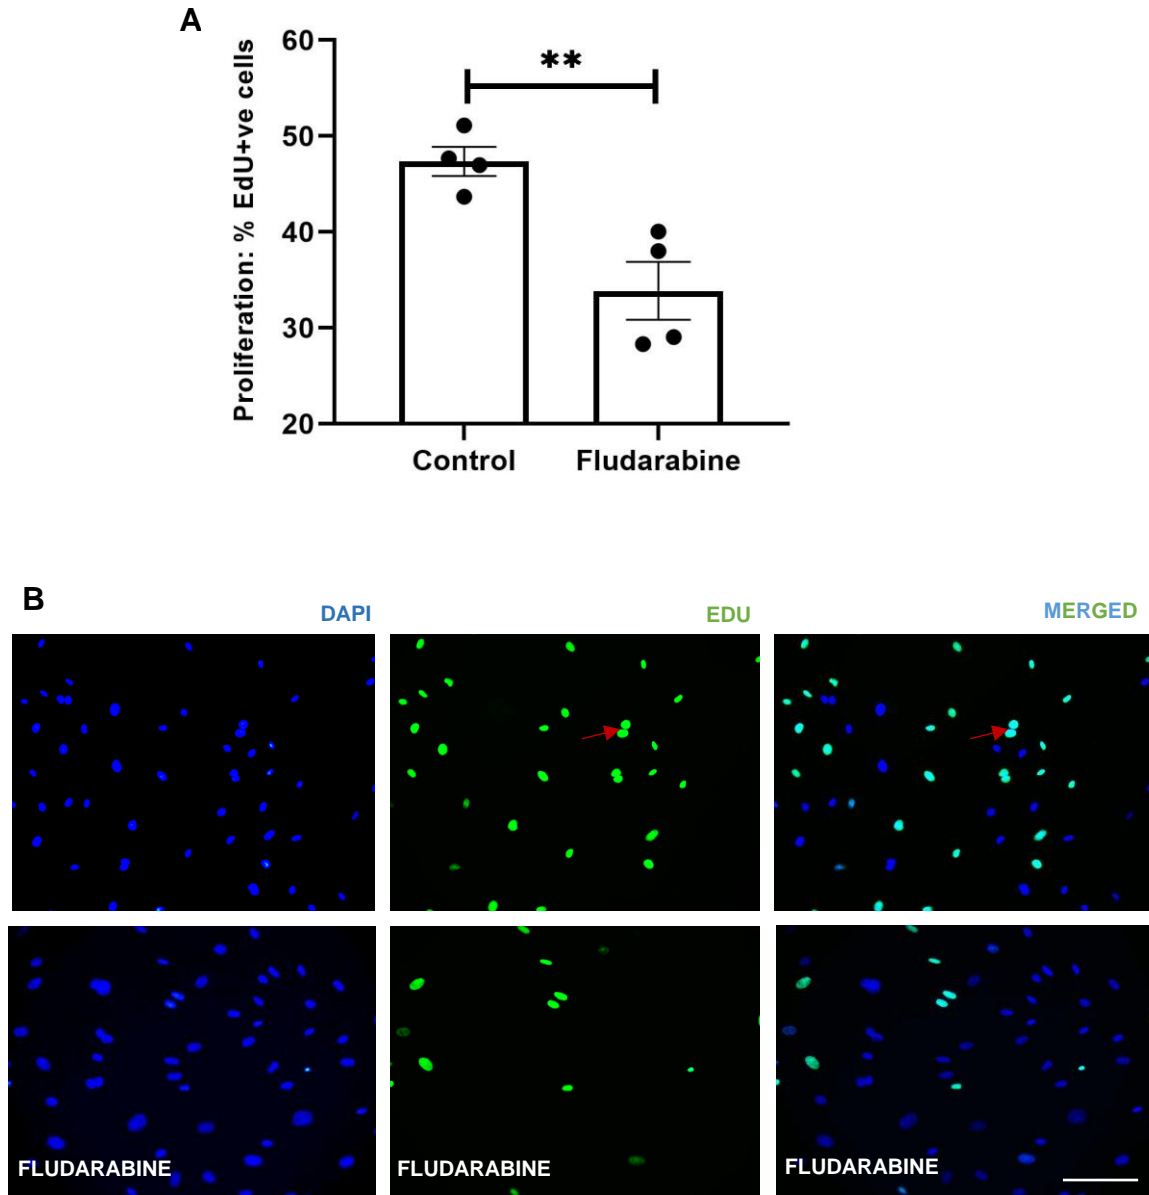 A
Proliferation: % EdU+ve cells
60
50
40
30
20
**
Control Fludarabine
B
DAPI EDU MERGED
FLUDARABINE FLUDARABINE FLUDARABINE